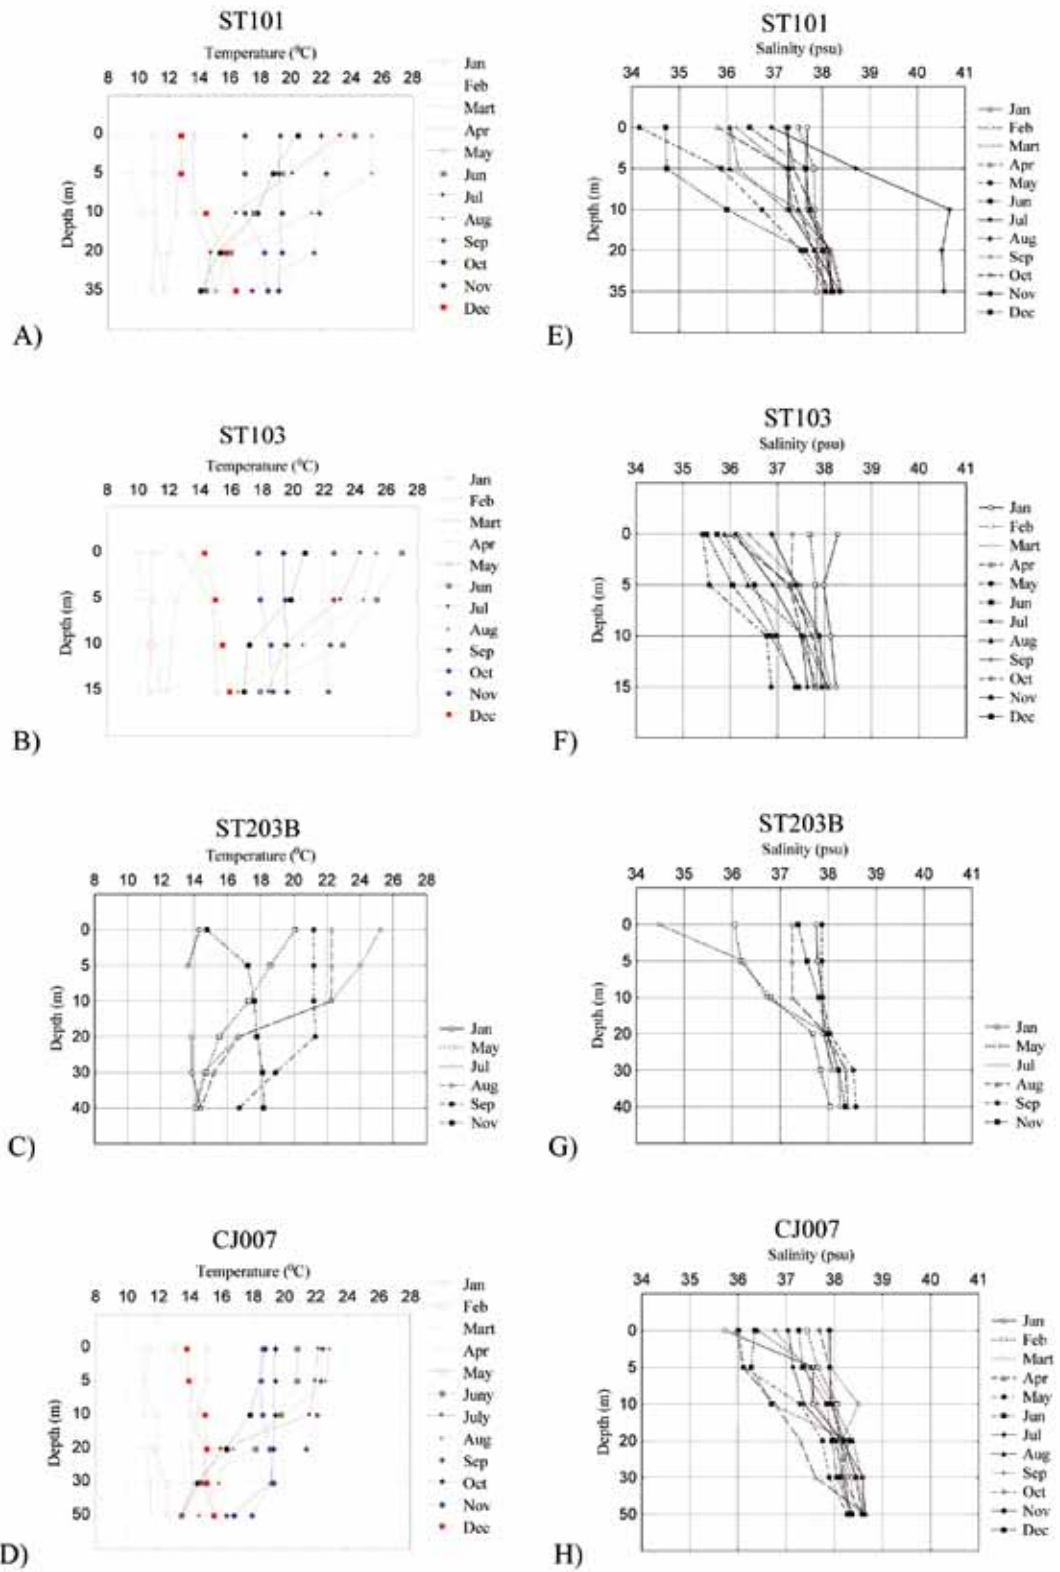 ST101
Temperature (⁰C)
8 10 12 14 16 18 20 22 24 26 28
0
5
10
20
35
Depth (m)
Jan
Feb
Mart
Apr
May
Jun
Jul
Aug
Sep
Oct
Nov
Dec
A)
ST101
Salinity (psu)
34 35 36 37 38 39 40 41
0
5
10
20
35
Depth (m)
Jan
Feb
Mart
Apr
May
Jun
Jul
Aug
Sep
Oct
Nov
Dec
E)
ST103
Temperature (⁰C)
8 10 12 14 16 18 20 22 24 26 28
0
5
10
15
Depth (m)
Jan
Feb
Mart
Apr
May
Jun
Jul
Aug
Sep
Oct
Nov
Dec
B)
ST103
Salinity (psu)
34 35 36 37 38 39 40 41
0
5
10
15
Depth (m)
Jan
Feb
Mart
Apr
May
Jun
Jul
Aug
Sep
Oct
Nov
Dec
F)
ST203B
Temperature (⁰C)
8 10 12 14 16 18 20 22 24 26 28
0
5
10
20
30
40
Depth (m)
Jan
May
Jul
Aug
Sep
Nov
C)
ST203B
Salinity (psu)
34 35 36 37 38 39 40 41
0
5
10
20
30
40
Depth (m)
Jan
May
Jul
Aug
Sep
Nov
G)
CJ007
Temperature (⁰C)
8 10 12 14 16 18 20 22 24 26 28
0
5
10
20
30
50
Depth (m)
Jan
Feb
Mart
Apr
May
Juny
July
Aug
Sep
Oct
Nov
Dec
D)
CJ007
Salinity (psu)
34 35 36 37 38 39 40 41
0
5
10
20
30
50
Depth (m)
Jan
Feb
Mart
Apr
May
Jun
Jul
Aug
Sep
Oct
Nov
Dec
H)